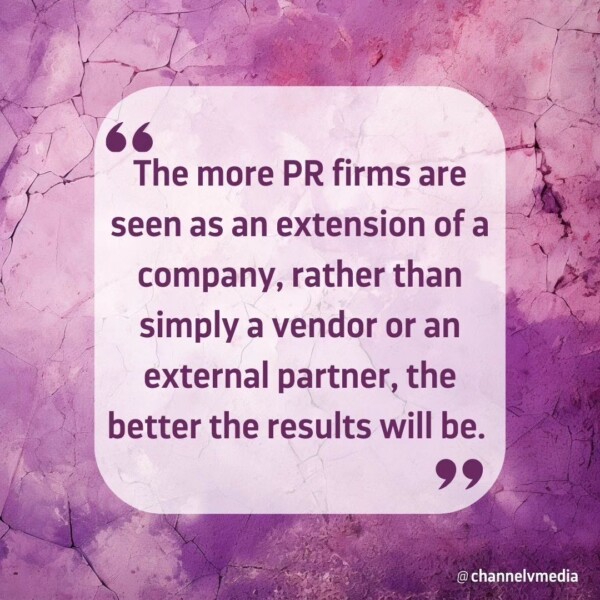 “
The more PR firms are
seen as an extension of a
company, rather than
simply a vendor or an
external partner, the
better the results will be.
”
@channelvmedia